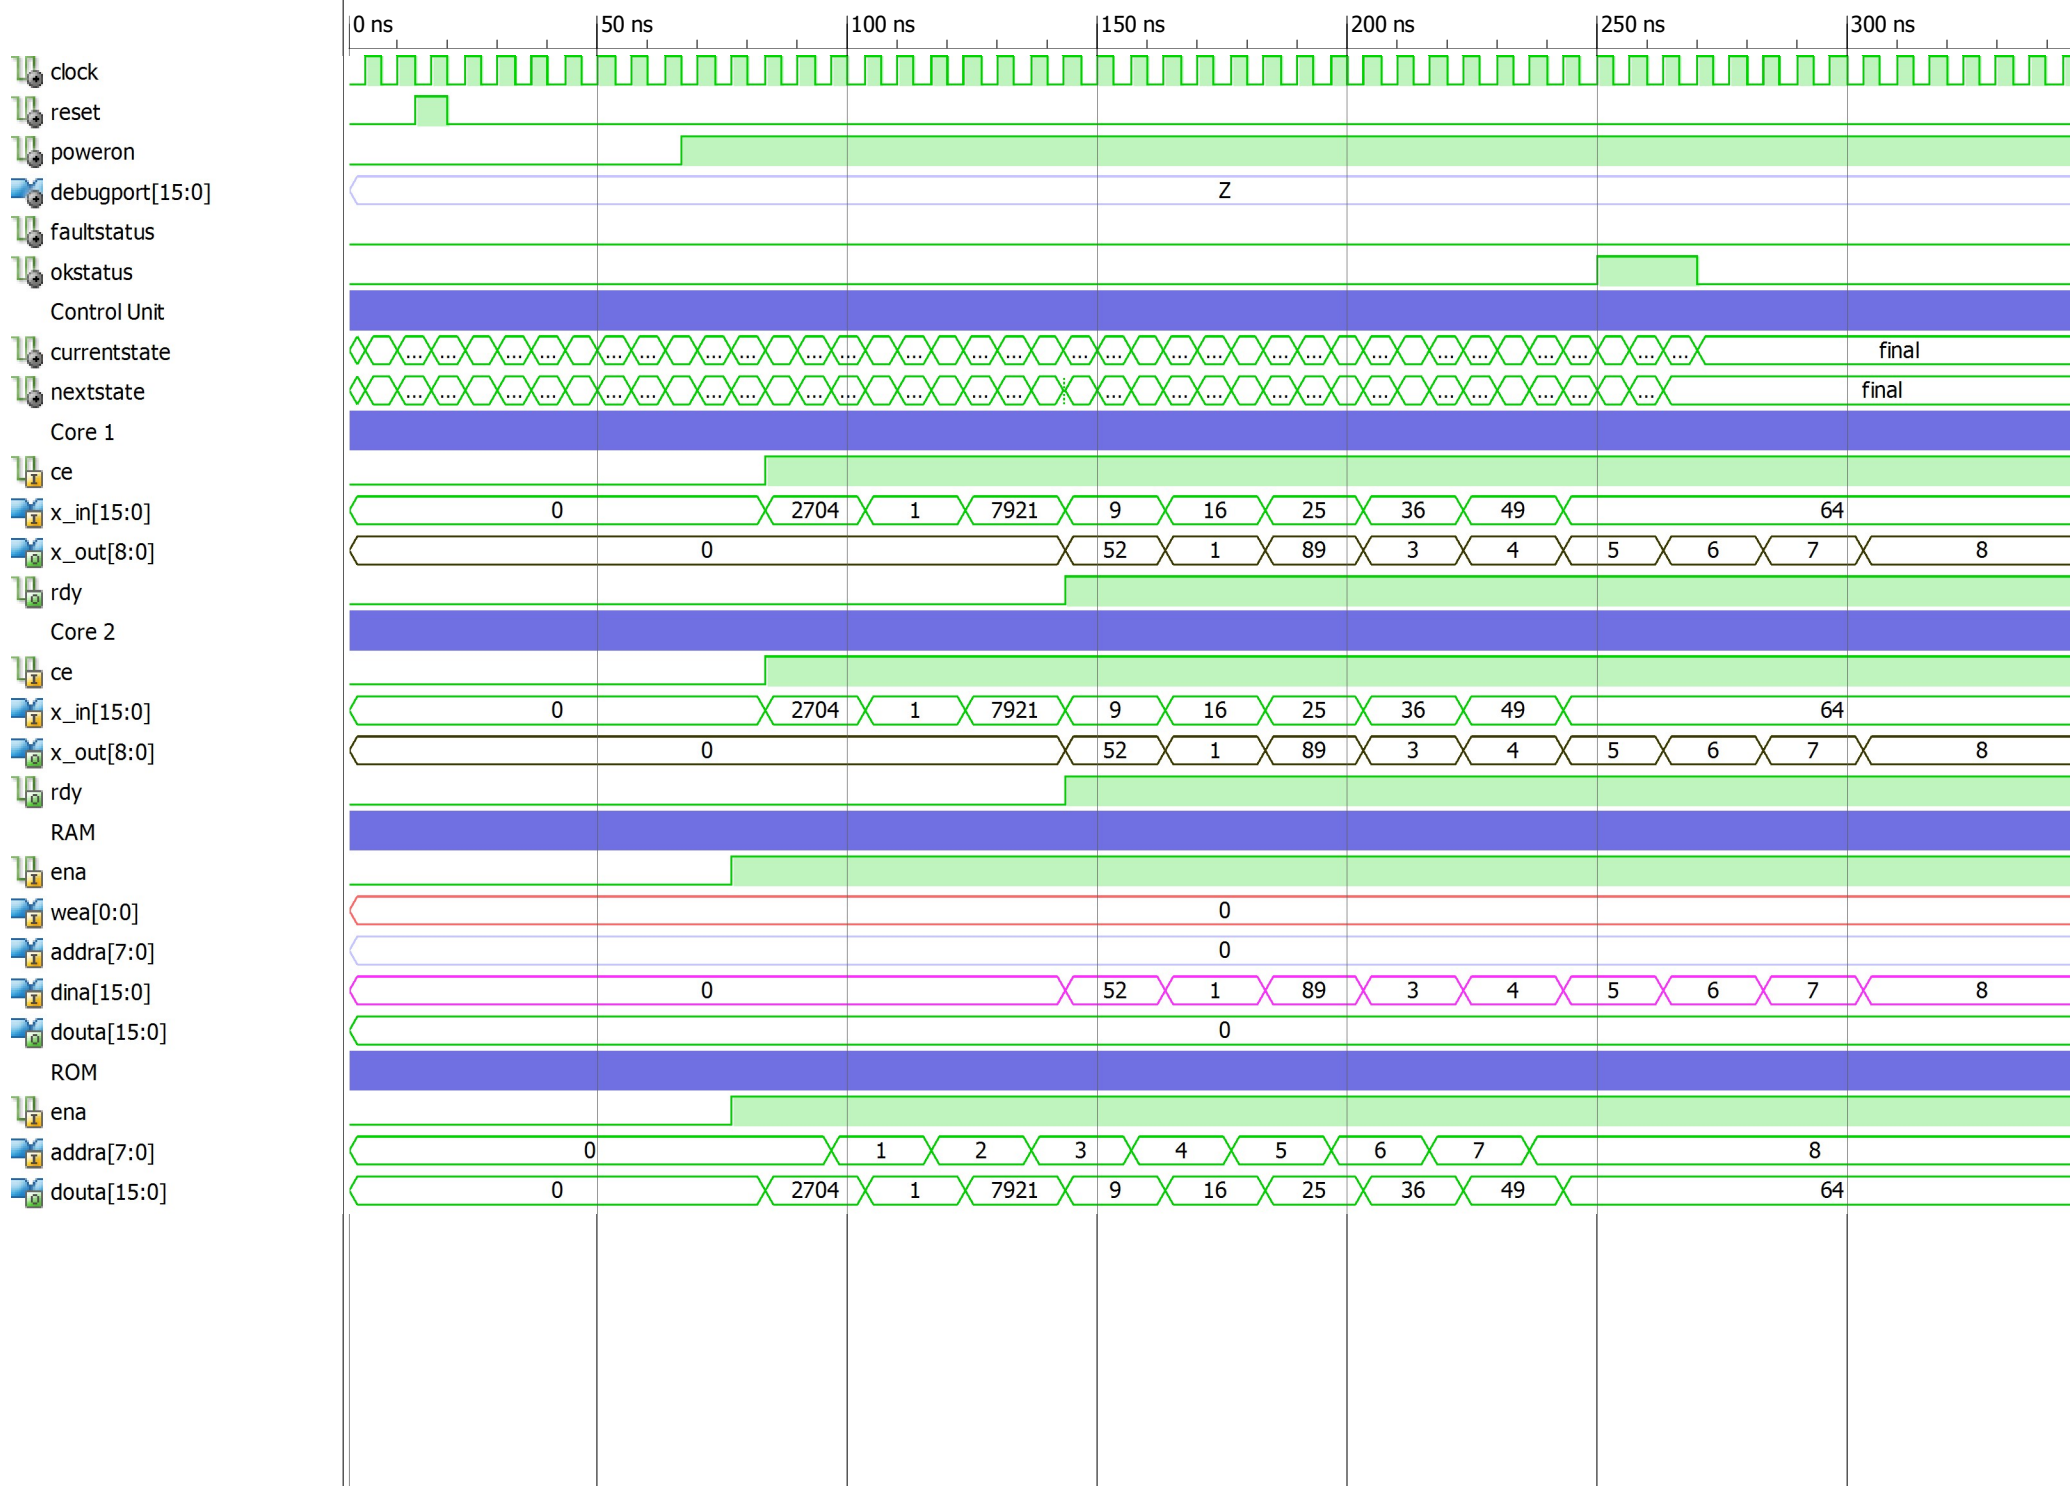 0 ns 50 ns 100 ns 150 ns 200 ns 250 ns 300 ns
clock
reset
poweron
debugport[15:0] Z
faultstatus
okstatus
Control Unit
currentstate ... ... ... ... ... ... ... ... ... ... ... ... ... ... ... ... ... ... ... ... ... ... ... ... ... final
nextstate ... ... ... ... ... ... ... ... ... ... ... ... ... ... ... ... ... ... ... ... ... ... ... final
Core 1
ce
x_in[15:0] 0 2704 1 7921 9 16 25 36 49 64
x_out[8:0] 0 52 1 89 3 4 5 6 7 8
rdy
Core 2
ce
x_in[15:0] 0 2704 1 7921 9 16 25 36 49 64
x_out[8:0] 0 52 1 89 3 4 5 6 7 8
rdy
RAM
ena
wea[0:0] 0
addra[7:0] 0
dina[15:0] 0 52 1 89 3 4 5 6 7 8
douta[15:0] 0
ROM
ena
addra[7:0] 0 1 2 3 4 5 6 7 8
douta[15:0] 0 2704 1 7921 9 16 25 36 49 64